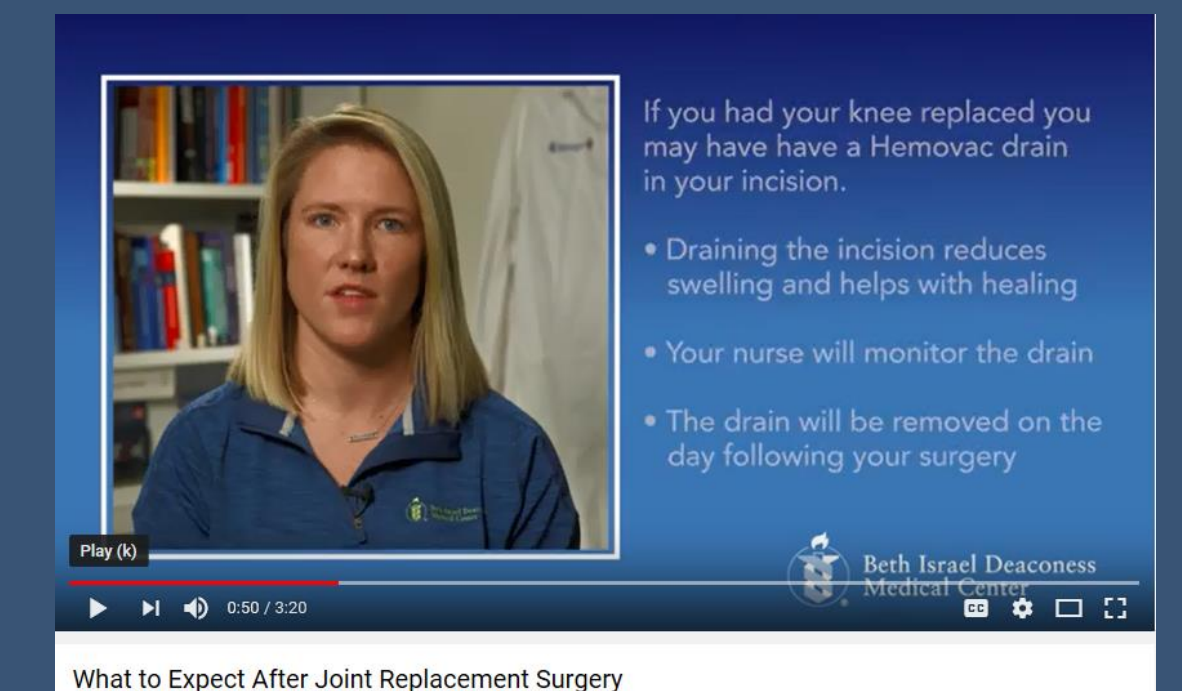 If you had your knee replaced you
may have have a Hemovac drain
in your incision.
• Draining the incision reduces
swelling and helps with healing
• Your nurse will monitor the drain
• The drain will be removed on the
day following your surgery
Play (k)
Beth Israel Deaconess
Medical Center
0:50 / 3:20
CC
What to Expect After Joint Replacement Surgery